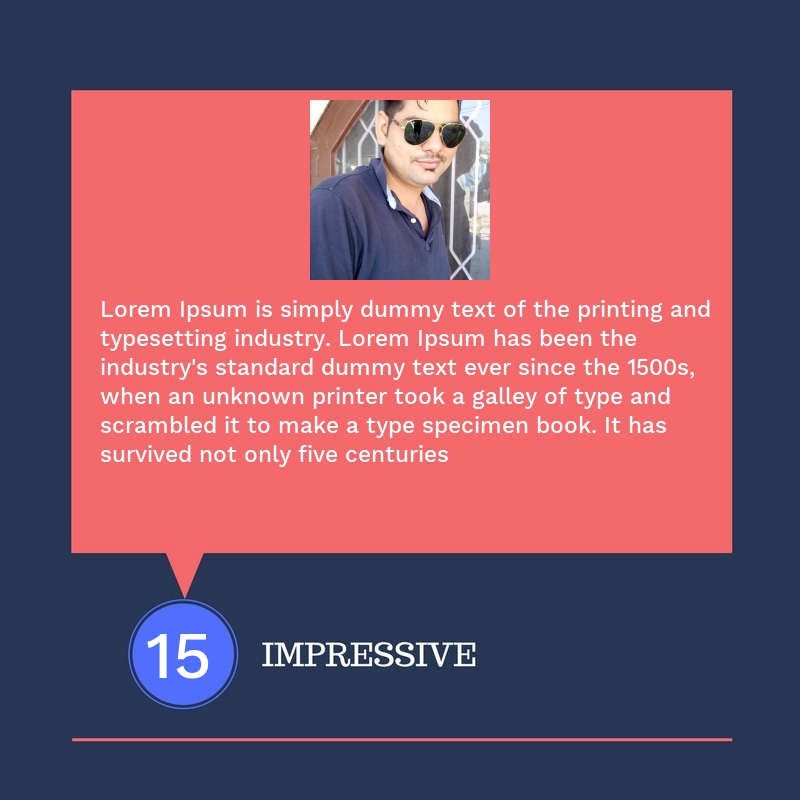 Lorem Ipsum is simply dummy text of the printing and
typesetting industry. Lorem Ipsum has been the
industry's standard dummy text ever since the 1500s,
when an unknown printer took a galley of type and
scrambled it to make a type specimen book. It has
survived not only five centuries
15 IMPRESSIVE